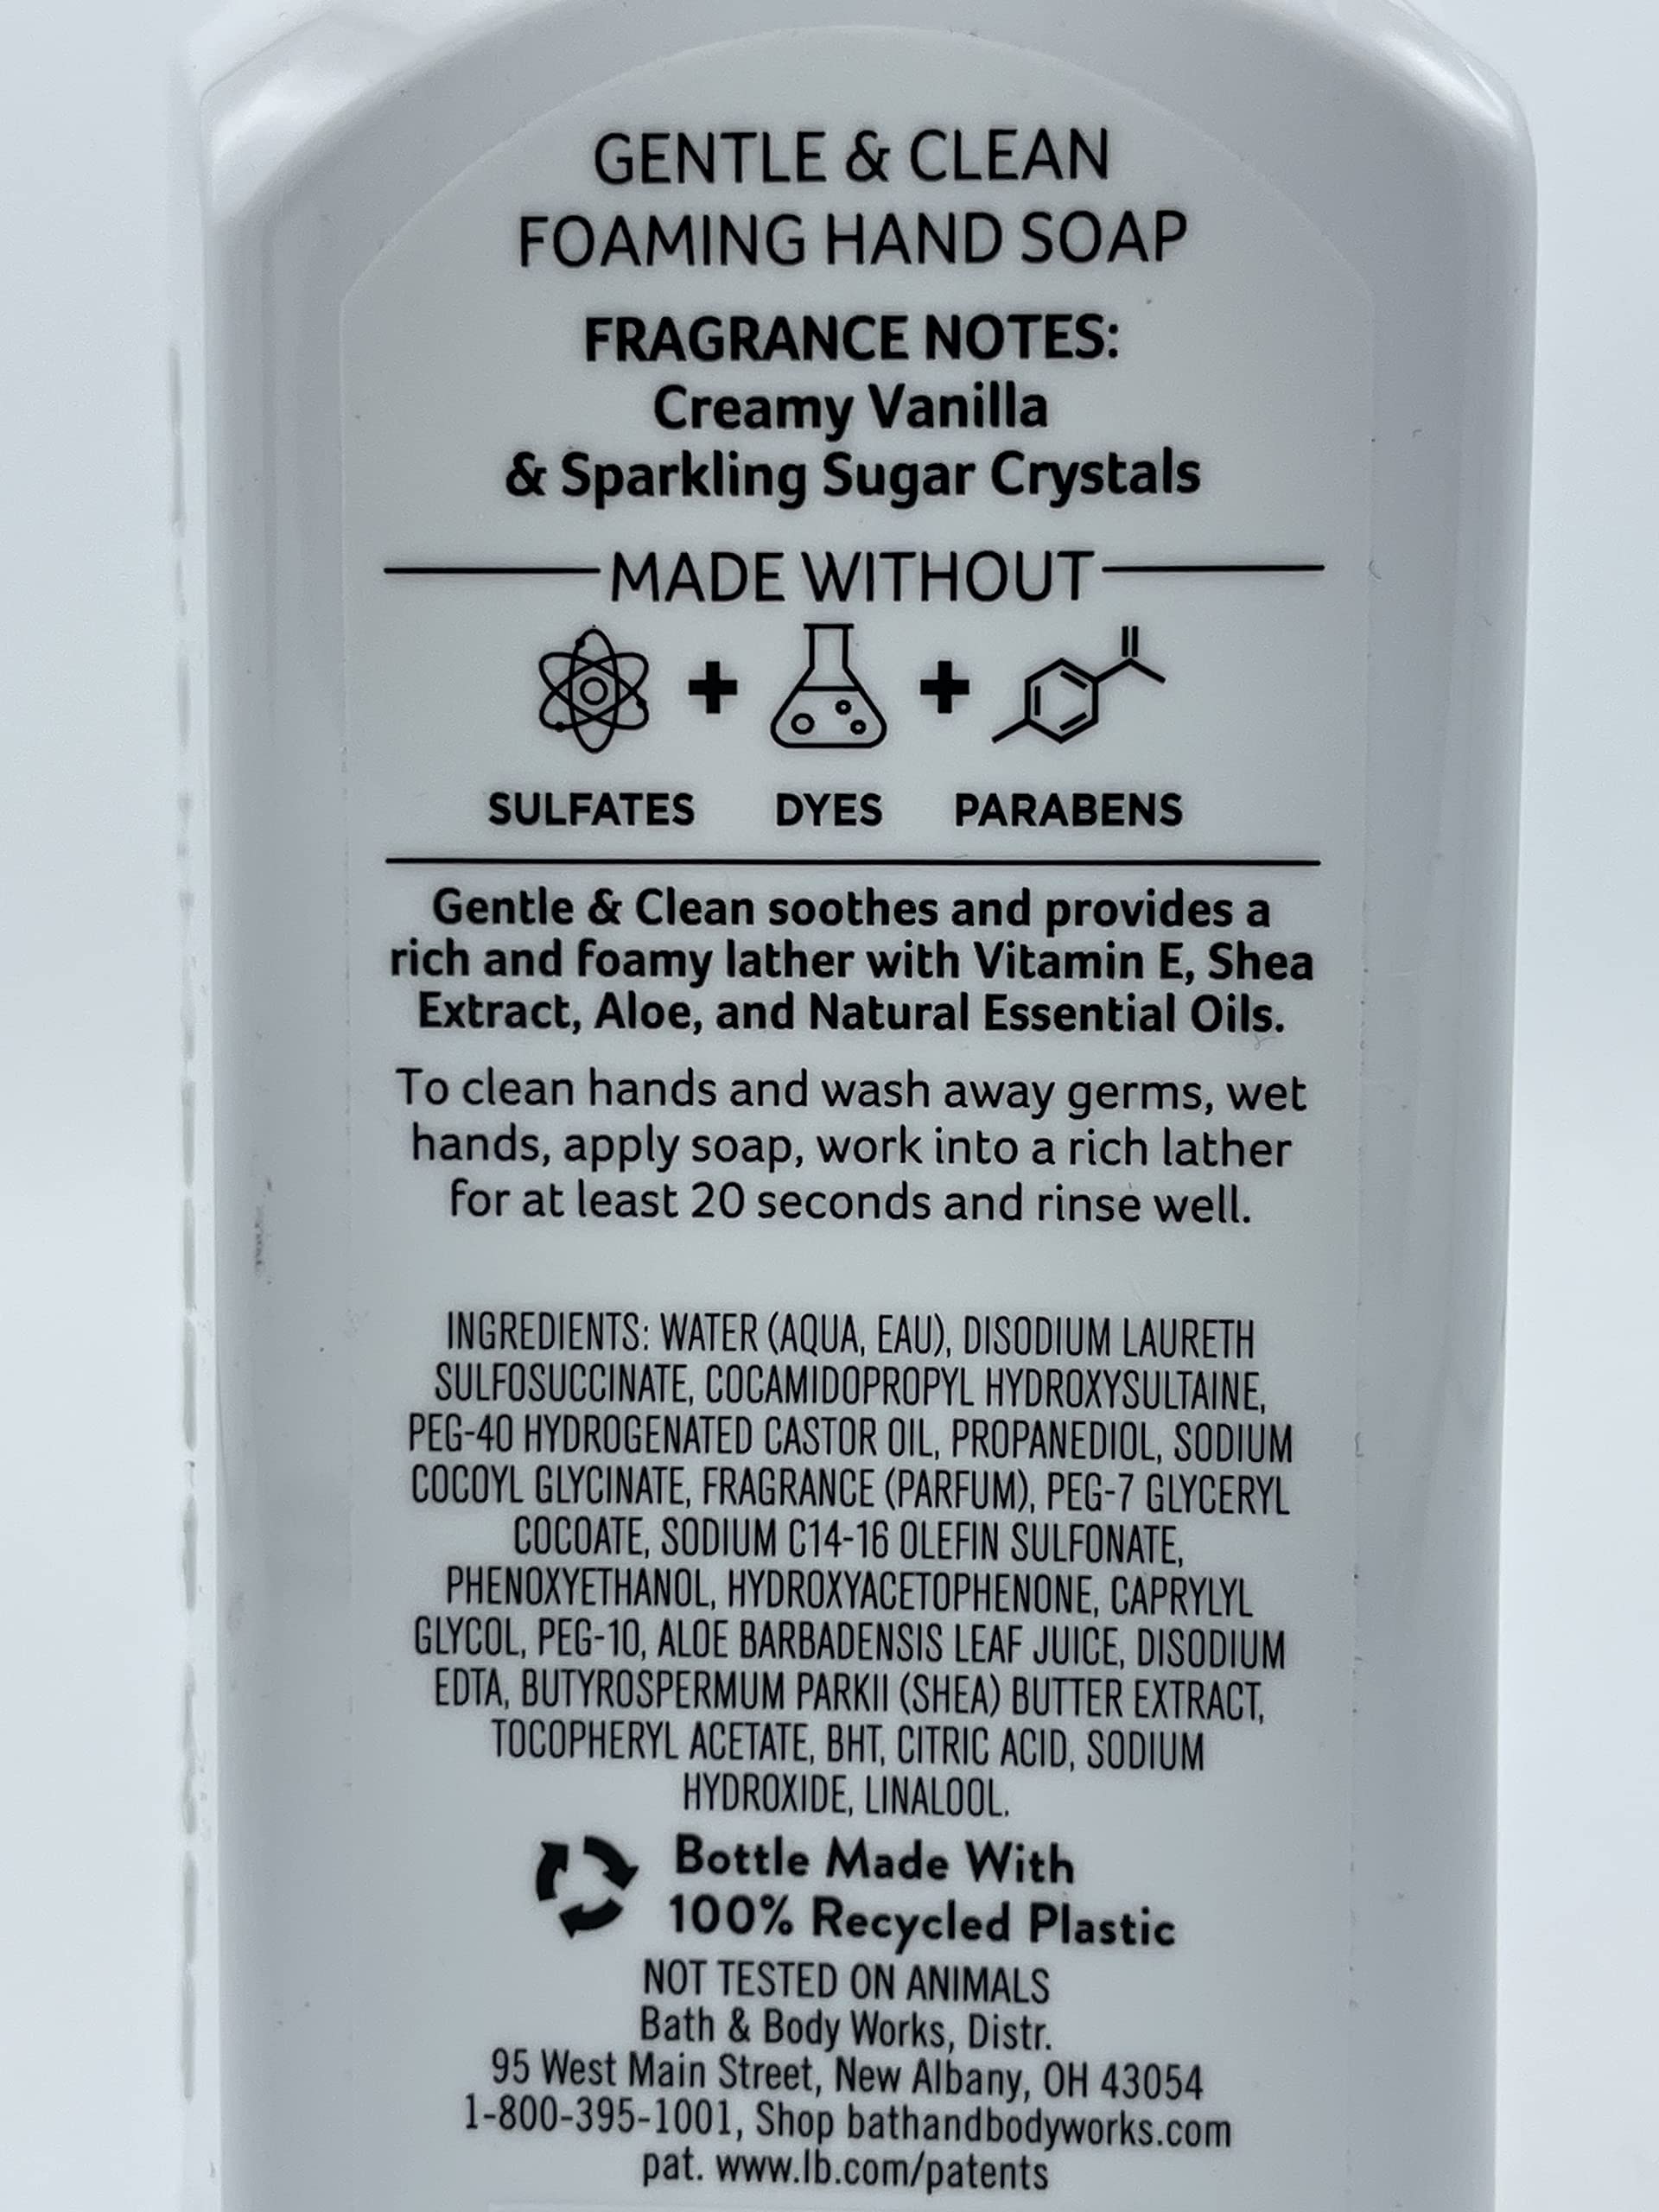 GENTLE & CLEAN
FOAMING HAND SOAP
FRAGRANCE NOTES:
Creamy Vanilla
& Sparkling Sugar Crystals
MADE WITHOUT
SULFATES DYES PARABENS
Gentle & Clean soothes and provides a
rich and foamy lather with Vitamin E, Shea
Extract, Aloe, and Natural Essential Oils.
To clean hands and wash away germs, wet
hands, apply soap, work into a rich lather
for at least 20 seconds and rinse well.
INGREDIENTS: WATER (AQUA, EAU), DISODIUM LAURETH
SULFOSUCCINATE, COCAMIDOPROPYL HYDROXYSULTAINE,
PEG-40 HYDROGENATED CASTOR OIL, PROPANEDIOL, SODIUM
COCOYL GLYCINATE, FRAGRANCE (PARFUM), PEG-7 GLYCERYL
COCOATE, SODIUM C14-16 OLEFIN SULFONATE,
PHENOXYETHANOL, HYDROXYACETOPHENONE, CAPRYLYL
GLYCOL, PEG-10, ALOE BARBADENSIS LEAF JUICE, DISODIUM
EDTA, BUTYROSPERMUM PARKII (SHEA) BUTTER EXTRACT,
TOCOPHERYL ACETATE, BHT, CITRIC ACID, SODIUM
HYDROXIDE, LINALOOL.
Bottle Made With
100% Recycled Plastic
NOT TESTED ON ANIMALS
Bath & Body Works, Distr.
95 West Main Street, New Albany, OH 43054
1-800-395-1001, Shop bathandbodyworks.com
pat. www.lb.com/patents